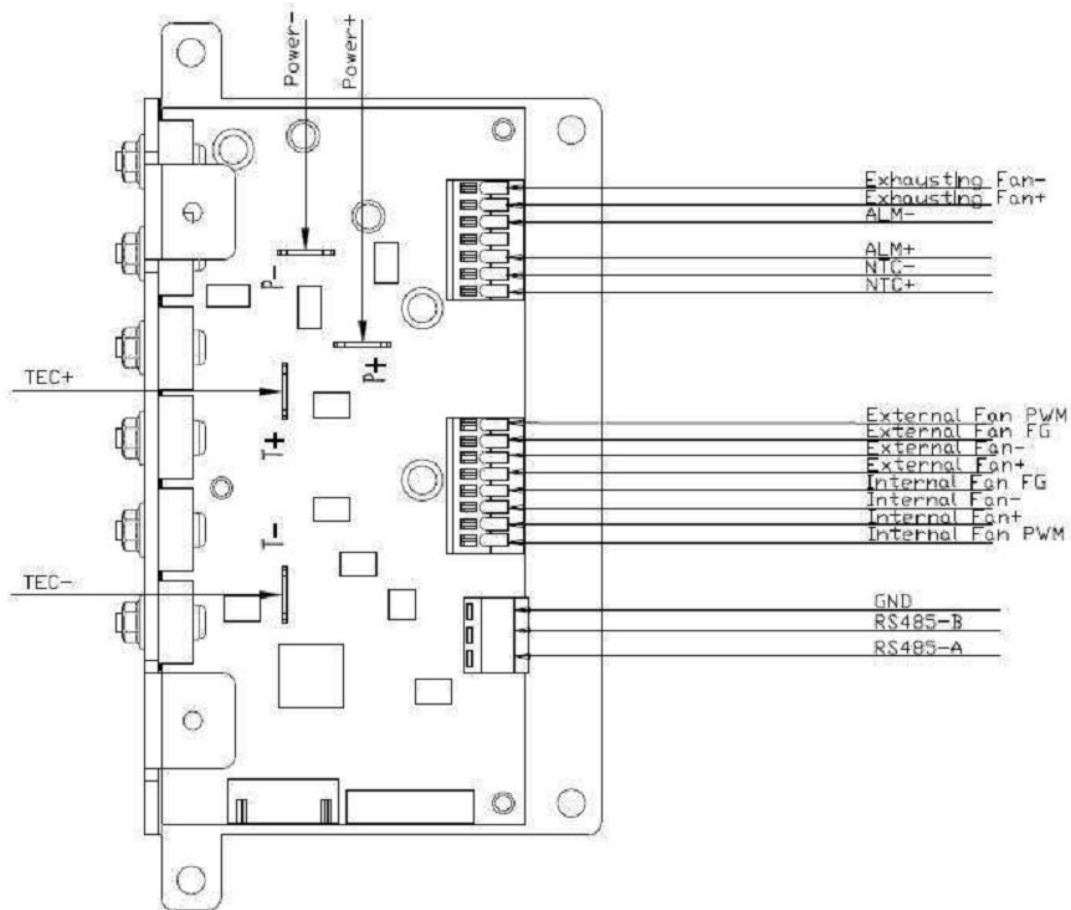 Power-
Power+
Exhausting Fan-
Exhausting Fan+
ALM-
ALM+
NTC-
NTC+
P-
P+
TEC+
T+
External Fan PWM
External Fan FG
External Fan-
External Fan+
Internal Fan FG
Internal Fan-
Internal Fan+
Internal Fan PWM
T-
TEC-
GND
RS485-B
RS485-A